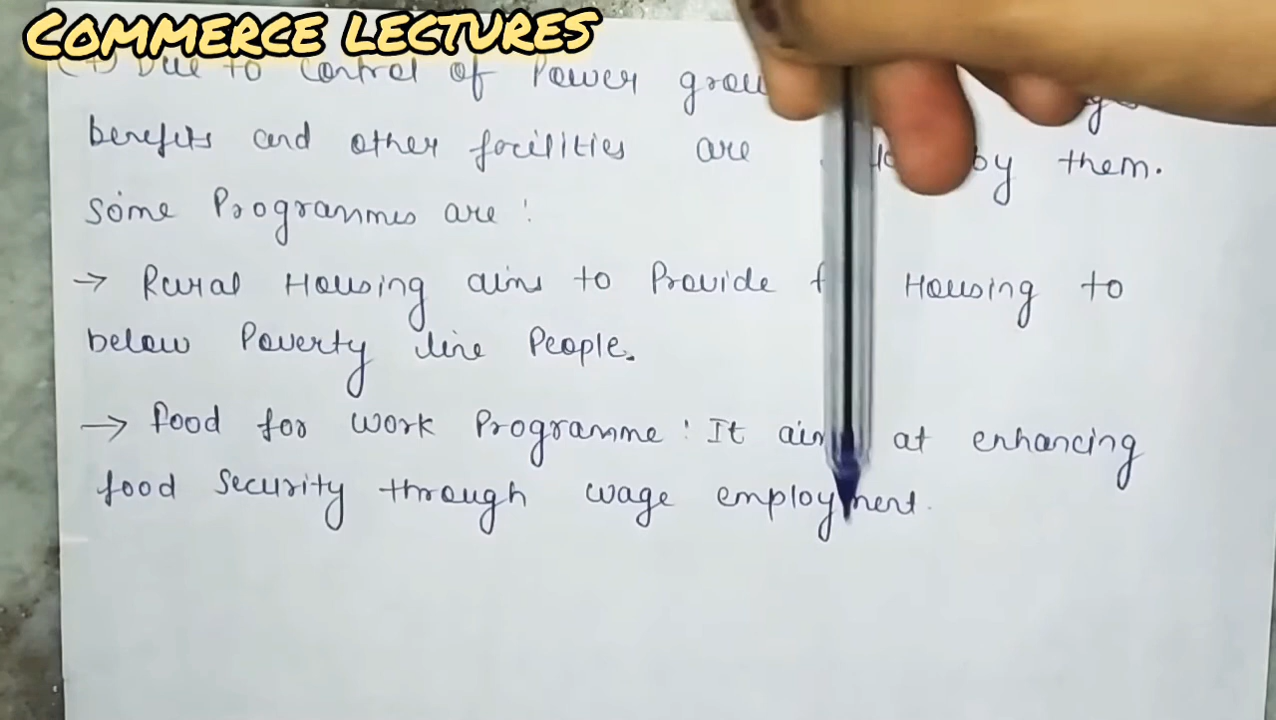 COMMERCE LECTURES
Due to control of Power
benefits and other facilities are by them.
Some Programmes are :
→ Rural Housing aims to Provide Housing to
below Poverty line People.
→ Food for work Programme : It at enhancing
food security through wage employment.